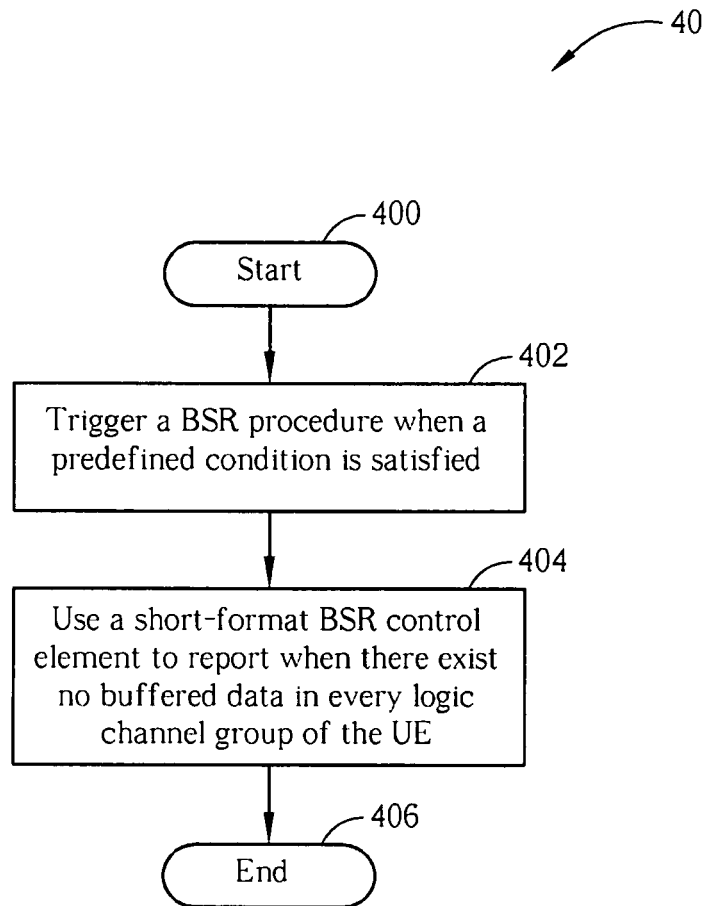 40
400
Start
402
Trigger a BSR procedure when a
predefined condition is satisfied
404
Use a short-format BSR control
element to report when there exist
no buffered data in every logic
channel group of the UE
406
End